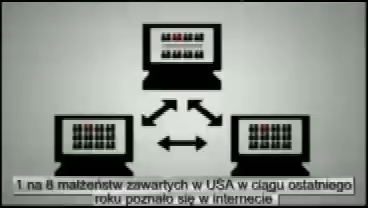 1 na 8 małżeństw zawartych w USA w ciągu ostatniego
roku poznało się w internecie